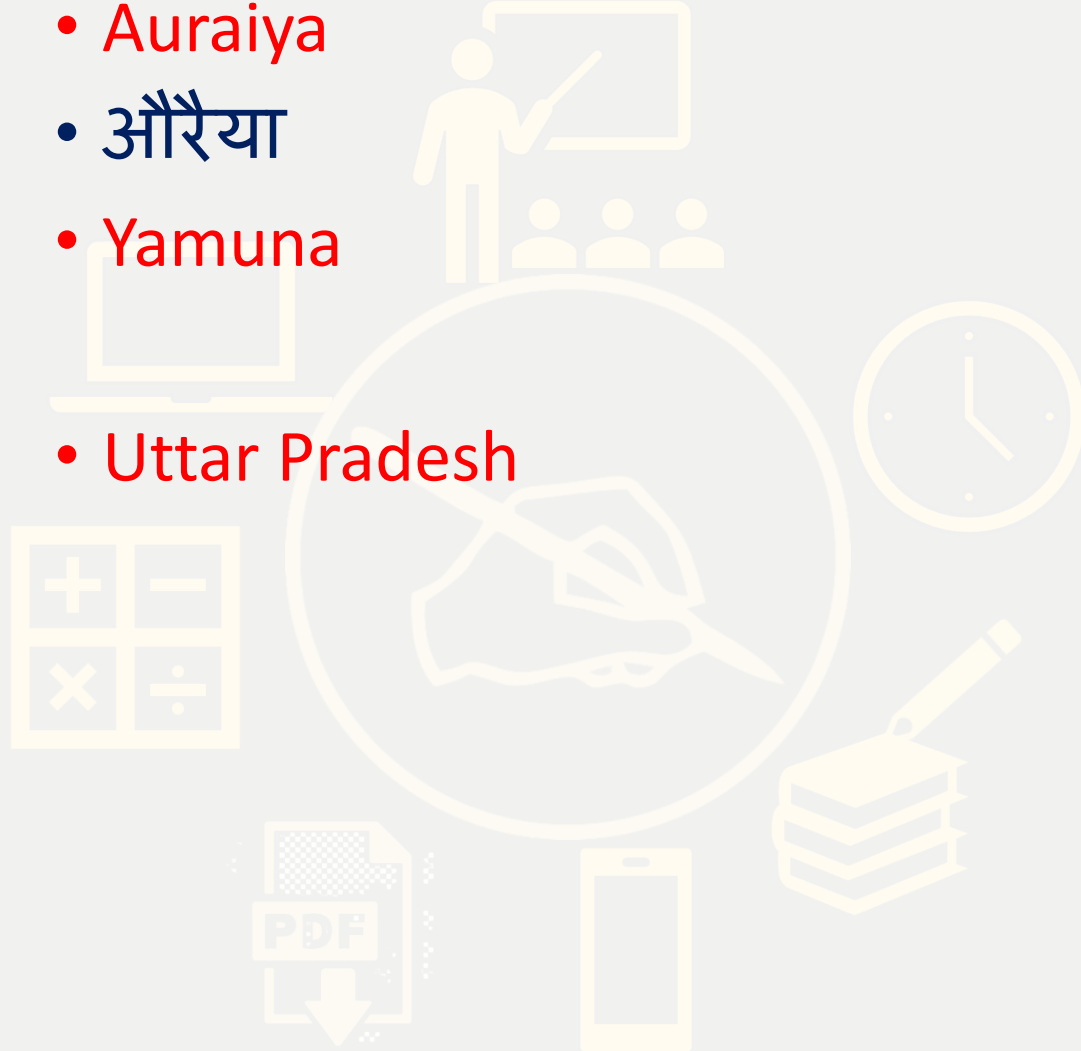 • Auraiya
• औरैया
• Yamuna
• Uttar Pradesh
PDF